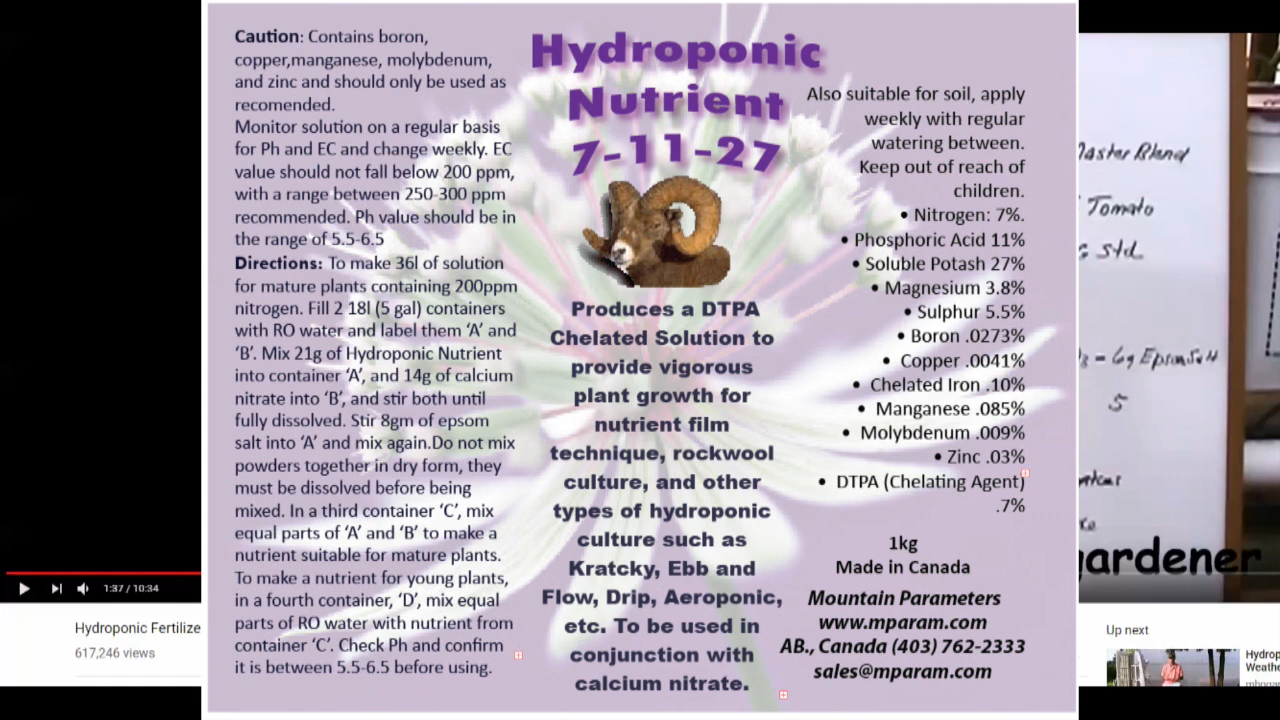 Caution: Contains boron,
copper,manganese, molybdenum,
and zinc and should only be used as
recomended.
Monitor solution on a regular basis
for Ph and EC and change weekly. EC
value should not fall below 200 ppm,
with a range between 250-300 ppm
recommended. Ph value should be in
the range of 5.5-6.5
Directions: To make 36l of solution
for mature plants containing 200ppm
nitrogen. Fill 2 18l (5 gal) containers
with RO water and label them ‘A’ and
‘B’. Mix 21g of Hydroponic Nutrient
into container ‘A’, and 14g of calcium
nitrate into ‘B’, and stir both until
fully dissolved. Stir 8gm of epsom
salt into ‘A’ and mix again.Do not mix
powders together in dry form, they
must be dissolved before being
mixed. In a third container ‘C’, mix
equal parts of ‘A’ and ‘B’ to make a
nutrient suitable for mature plants.
To make a nutrient for young plants,
in a fourth container, ‘D’, mix equal
parts of RO water with nutrient from
container ‘C’. Check Ph and confirm
it is between 5.5-6.5 before using.
Hydroponic
Nutrient
7-11-27
Produces a DTPA
Chelated Solution to
provide vigorous
plant growth for
nutrient film
technique, rockwool
culture, and other
types of hydroponic
culture such as
Kratcky, Ebb and
Flow, Drip, Aeroponic,
etc. To be used in
conjunction with
calcium nitrate.
Also suitable for soil, apply
weekly with regular
watering between.
Keep out of reach of
children.
• Nitrogen: 7%.
• Phosphoric Acid 11%
• Soluble Potash 27%
• Magnesium 3.8%
• Sulphur 5.5%
• Boron .0273%
• Copper .0041%
• Chelated Iron .10%
• Manganese .085%
• Molybdenum .009%
• Zinc .03%
• DTPA (Chelating Agent)
.7%
1kg
Made in Canada
Mountain Parameters
www.mparam.com
AB., Canada (403) 762-2333
sales@mparam.com
1:37 / 10:34
Hydroponic Fertilize
617,246 views
Master Blend
Tomato
Std.
6g Epsom Salt
5
gardener
Up next
Hydrop
Weathe